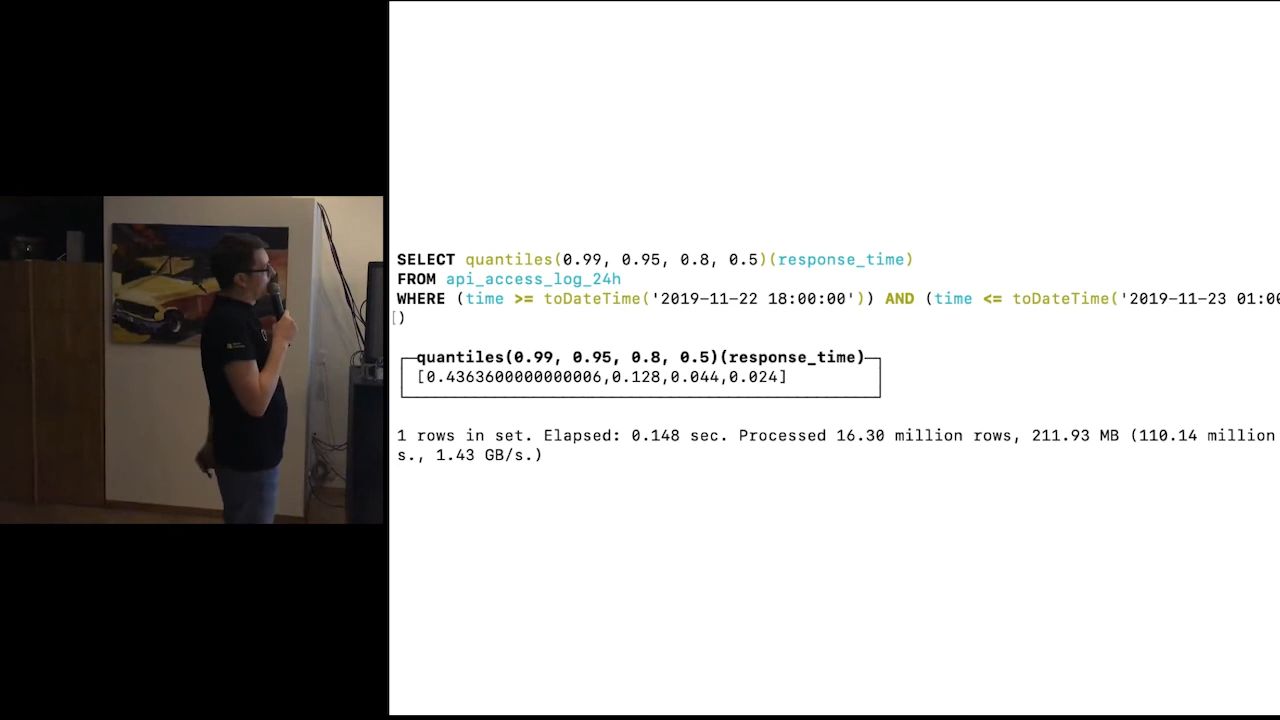 SELECT quantiles(0.99, 0.95, 0.8, 0.5)(response_time)
FROM api_access_log_24h
WHERE (time >= toDateTime('2019-11-22 18:00:00')) AND (time <= toDateTime('2019-11-23 01:00
)
quantiles(0.99, 0.95, 0.8, 0.5)(response_time)
[0.4363600000000006,0.128,0.044,0.024]
1 rows in set. Elapsed: 0.148 sec. Processed 16.30 million rows, 211.93 MB (110.14 million
s., 1.43 GB/s.)